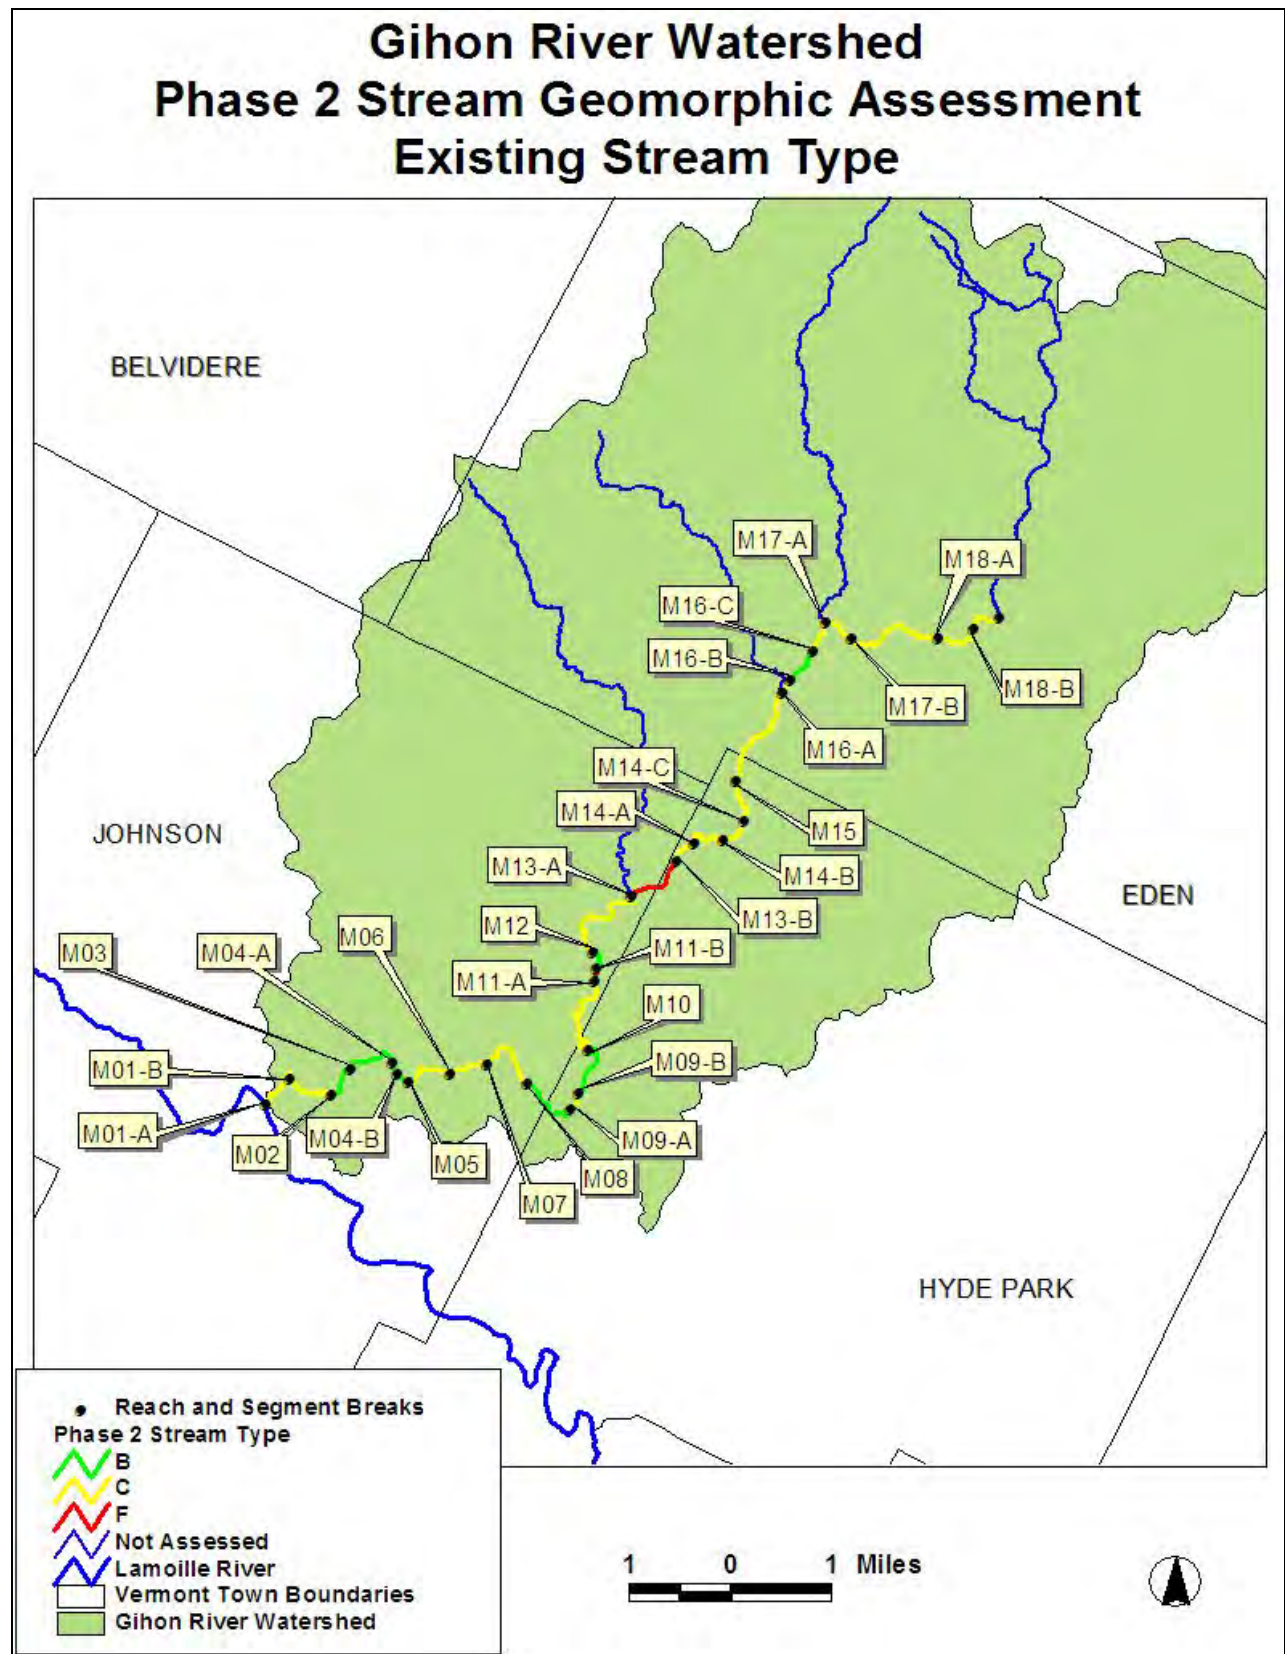 Gihon River Watershed
Phase 2 Stream Geomorphic Assessment
Existing Stream Type
BELVIDERE
M17-A
M18-A
M16-C
M16-B
M18-B
M17-B
M16-A
M14-C
M14-A
M15
JOHNSON
M13-A
M14-B
EDEN
M13-B
M12
M06
M03
M04-A
M11-B
M11-A
M10
M01-B
M09-B
M01-A
M02
M04-B
M05
M09-A
M08
M07
HYDE PARK
Reach and Segment Breaks
Phase 2 Stream Type
B
C
F
Not Assessed
Lamoille River
Vermont Town Boundaries
Gihon River Watershed
1 0 1 Miles